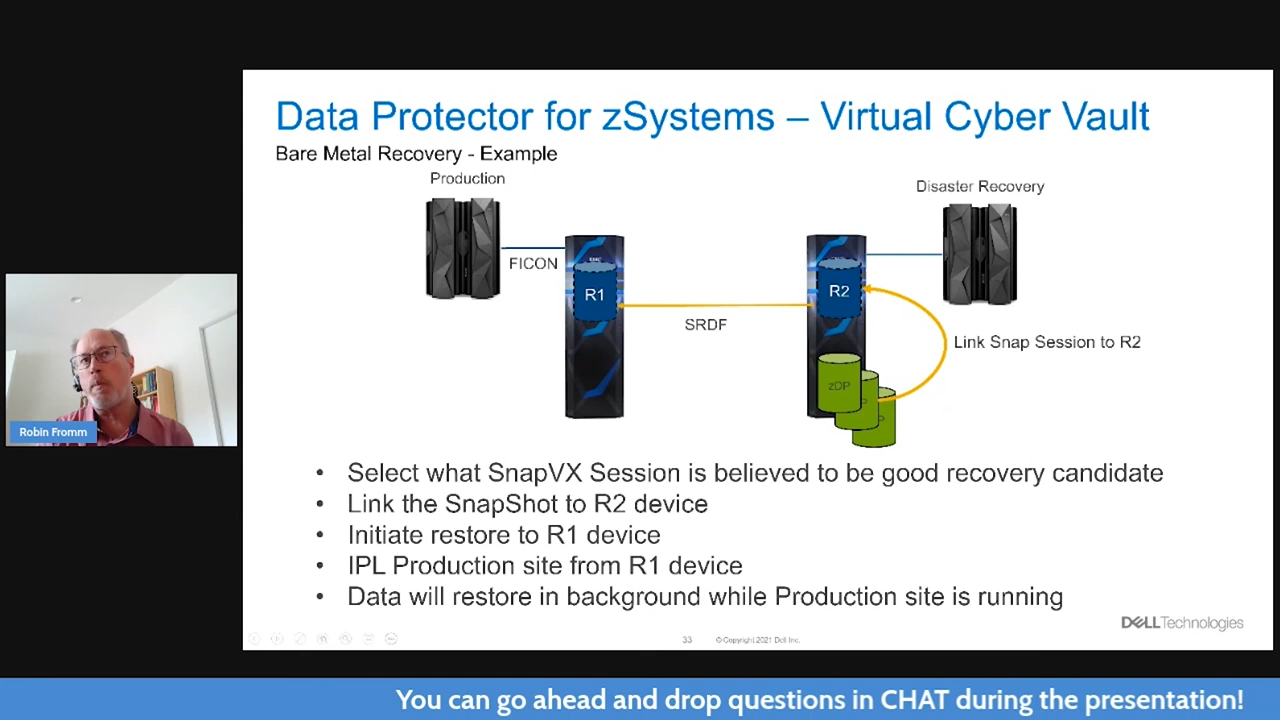 Data Protector for zSystems – Virtual Cyber Vault
Bare Metal Recovery - Example
Production
Disaster Recovery
FICON
R1
R2
SRDF
Link Snap Session to R2
zDP
• Select what SnapVX Session is believed to be good recovery candidate
• Link the SnapShot to R2 device
• Initiate restore to R1 device
• IPL Production site from R1 device
• Data will restore in background while Production site is running
Robin Fromm
DELLTechnologies
33
© Copyright 2021 Dell Inc.
You can go ahead and drop questions in CHAT during the presentation!